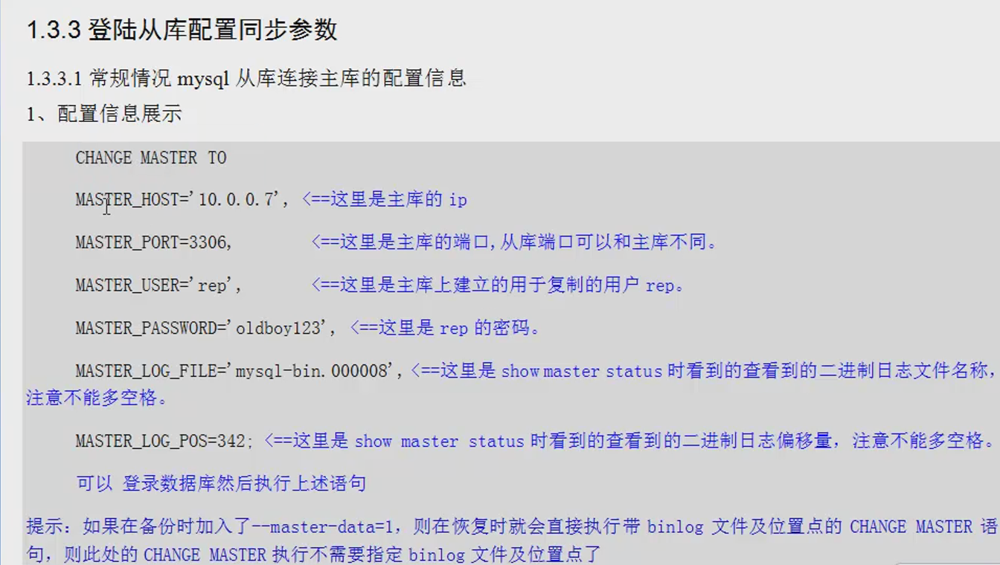 1.3.3 登陆从库配置同步参数
1.3.3.1 常规情况 mysql 从库连接主库的配置信息
1、配置信息展示
CHANGE MASTER TO
MASTER_HOST='10.0.0.7', <==这里是主库的 ip
MASTER_PORT=3306, <==这里是主库的端口,从库端口可以和主库不同。
MASTER_USER='rep', <==这里是主库上建立的用于复制的用户 rep。
MASTER_PASSWORD='oldboy123', <==这里是 rep 的密码。
MASTER_LOG_FILE='mysql-bin.000008',<==这里是 show master status 时看到的查看到的二进制日志文件名称，
注意不能多空格。
MASTER_LOG_POS=342; <==这里是 show master status 时看到的查看到的二进制日志偏移量，注意不能多空格。
可以 登录数据库然后执行上述语句
提示：如果在备份时加入了--master-data=1，则在恢复时就会直接执行带 binlog 文件及位置点的 CHANGE MASTER 语
句，则此处的 CHANGE MASTER 执行不需要指定 binlog 文件及位置点了